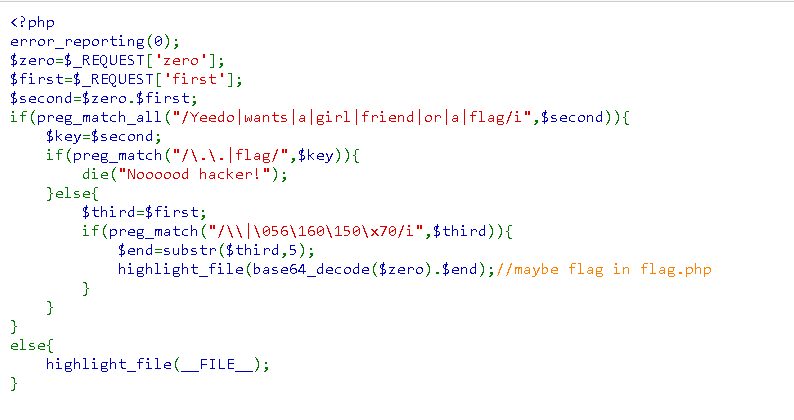 <?php
error_reporting(0);
$zero=$_REQUEST['zero'];
$first=$_REQUEST['first'];
$second=$zero.$first;
if(preg_match_all("/Yeedo|wants|a|girl|friend|or|a|flag/i",$second)){
    $key=$second;
    if(preg_match("/\.\.|flag/",$key)){
        die("Noooood hacker!");
    }else{
        $third=$first;
        if(preg_match("/\\|\056\160\150\x70/i",$third)){
            $end=substr($third,5);
            highlight_file(base64_decode($zero).$end);//maybe flag in flag.php
        }
    }
}
else{
    highlight_file(__FILE__);
}